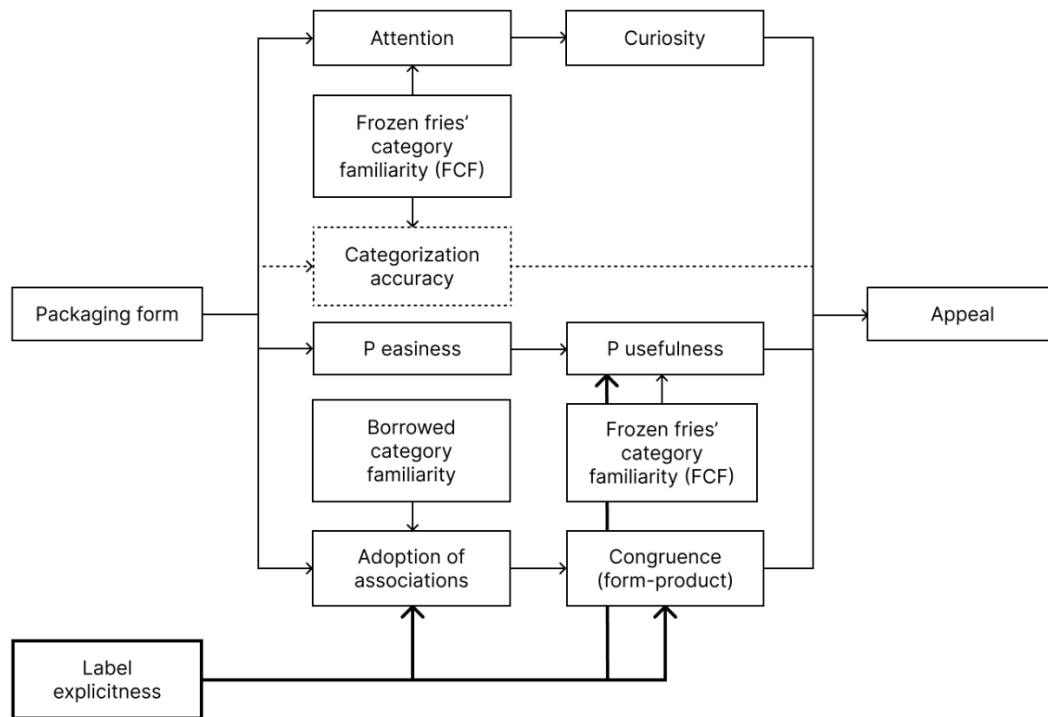 Attention
Curiosity
Frozen fries'
category
familiarity (FCF)
Categorization
accuracy
Packaging form
Appeal
P easiness
P usefulness
Borrowed
category
familiarity
Frozen fries'
category
familiarity (FCF)
Adoption of
associations
Congruence
(form-product)
Label
explicitness